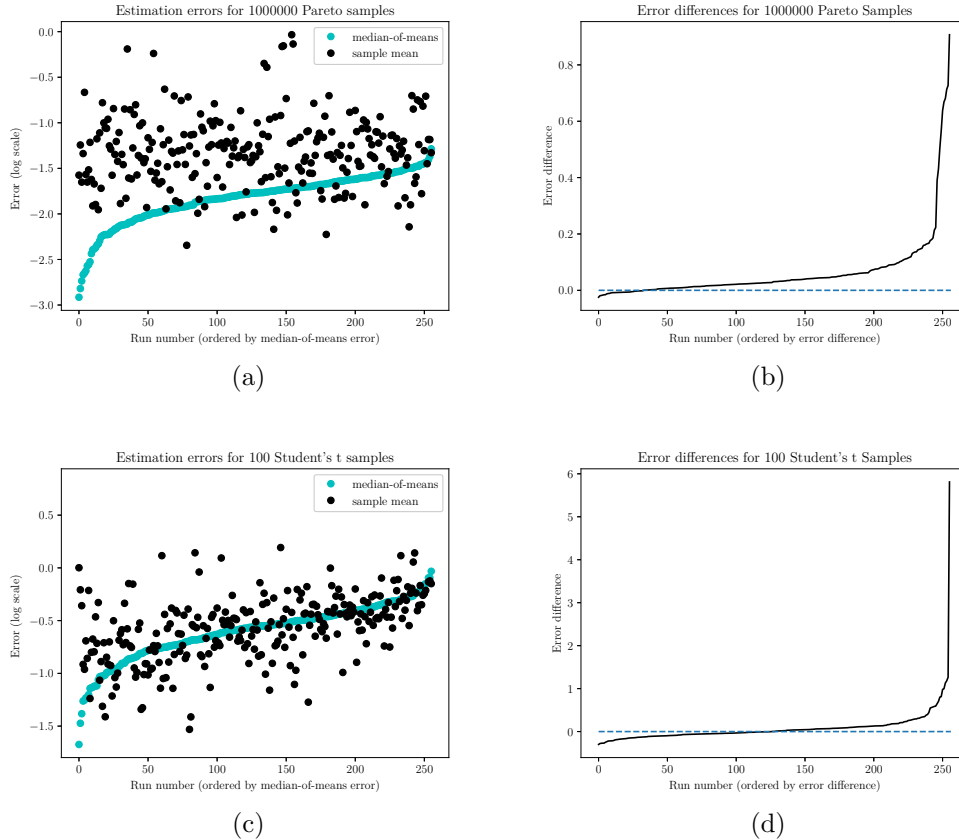 Estimation errors for 1000000 Pareto samples
0.0
−0.5
−1.0
−1.5
−2.0
−2.5
−3.0
Error (log scale)
median-of-means
sample mean
0
50
100
150
200
250
Run number (ordered by median-of-means error)
(a)
Error differences for 1000000 Pareto Samples
0.8
0.6
0.4
0.2
0.0
Error difference
0
50
100
150
200
250
Run number (ordered by error difference)
(b)
Estimation errors for 100 Student's t samples
0.5
0.0
−0.5
−1.0
−1.5
Error (log scale)
median-of-means
sample mean
0
50
100
150
200
250
Run number (ordered by median-of-means error)
(c)
Error differences for 100 Student's t Samples
6
5
4
3
2
1
0
Error difference
0
50
100
150
200
250
Run number (ordered by error difference)
(d)